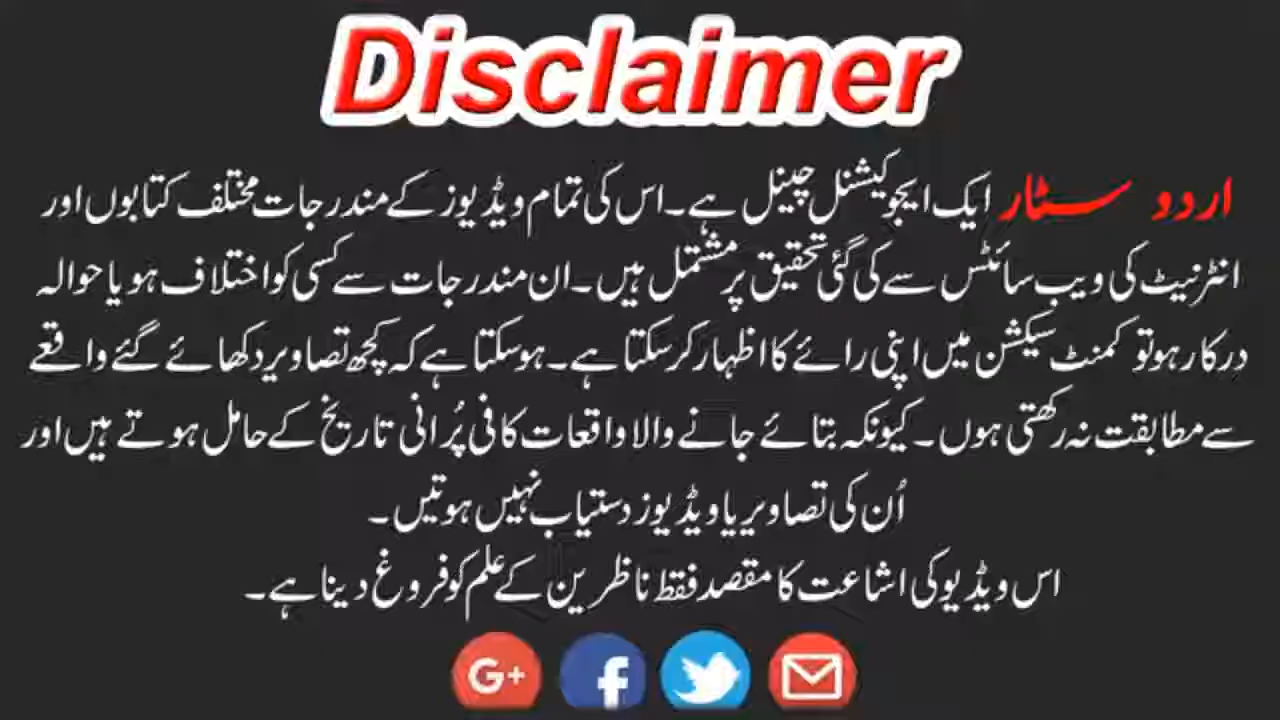 Disclaimer
اردو سٹار ایک ایجوکیشنل چینل ہے۔ اس کی تمام ویڈیوز کے مندرجات مختلف کتابوں اور
انٹرنیٹ کی ویب سائٹس سے کی گئی تحقیق پر مشتمل ہیں۔ ان مندرجات سے کسی کو اختلاف ہو یا حوالہ
درکار ہو تو کمنٹ سیکشن میں اپنی رائے کا اظہار کر سکتا ہے۔ ہو سکتا ہے کہ کچھ تصاویر دکھائے گئے واقعے
سے مطابقت نہ رکھتی ہوں۔ کیونکہ بتائے جانے والا واقعات کافی پُرانی تاریخ کے حامل ہوتے ہیں اور
اُن کی تصاویر یا ویڈیوز دستیاب نہیں ہوتیں۔
اس ویڈیو کی اشاعت کا مقصد فقط ناظرین کے علم کو فروغ دینا ہے۔
G+ f